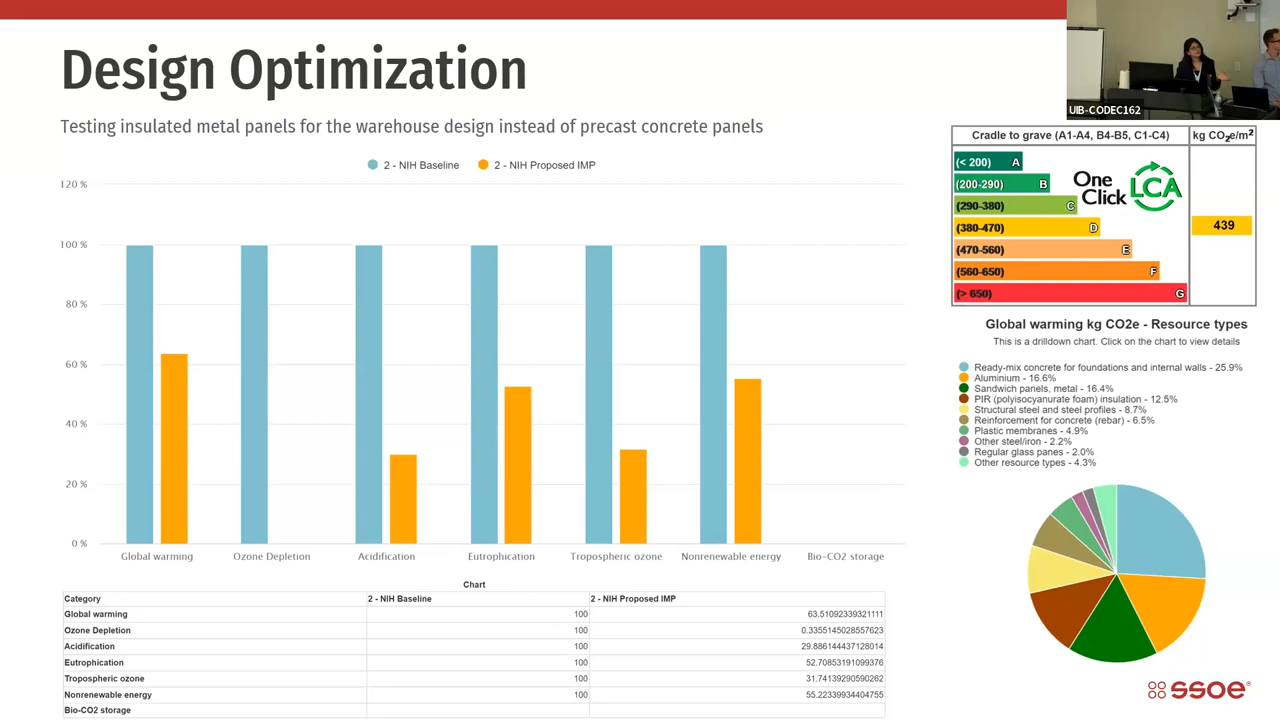 Design Optimization
Testing insulated metal panels for the warehouse design instead of precast concrete panels
UIB-CODEC162
2 - NIH Baseline
2 - NIH Proposed IMP
120 %
100 %
80 %
60 %
40 %
20 %
0 %
Global warming
Ozone Depletion
Acidification
Eutrophication
Tropospheric ozone
Nonrenewable energy
Bio-CO2 storage
Chart
Category 2 - NIH Baseline 2 - NIH Proposed IMP
Global warming 100 63.51092339321111
Ozone Depletion 100 0.3355145028557623
Acidification 100 29.886144437128014
Eutrophication 100 52.70853191099376
Tropospheric ozone 100 31.74139290590262
Nonrenewable energy 100 55.22339934404755
Bio-CO2 storage
Cradle to grave (A1-A4, B4-B5, C1-C4) kg CO₂e/m²
(< 200) A
(200-290) B
(290-380) C
(380-470) D
(470-560) E
(560-650) F
(> 650) G
One
Click
LCA
439
Global warming kg CO2e - Resource types
This is a drilldown chart. Click on the chart to view details
Ready-mix concrete for foundations and internal walls - 25.9%
Aluminium - 16.6%
Sandwich panels, metal - 16.4%
PIR (polyisocyanurate foam) insulation - 12.5%
Structural steel and steel profiles - 8.7%
Reinforcement for concrete (rebar) - 6.5%
Plastic membranes - 4.9%
Other steel/iron - 2.2%
Regular glass panes - 2.0%
Other resource types - 4.3%
ssoe®